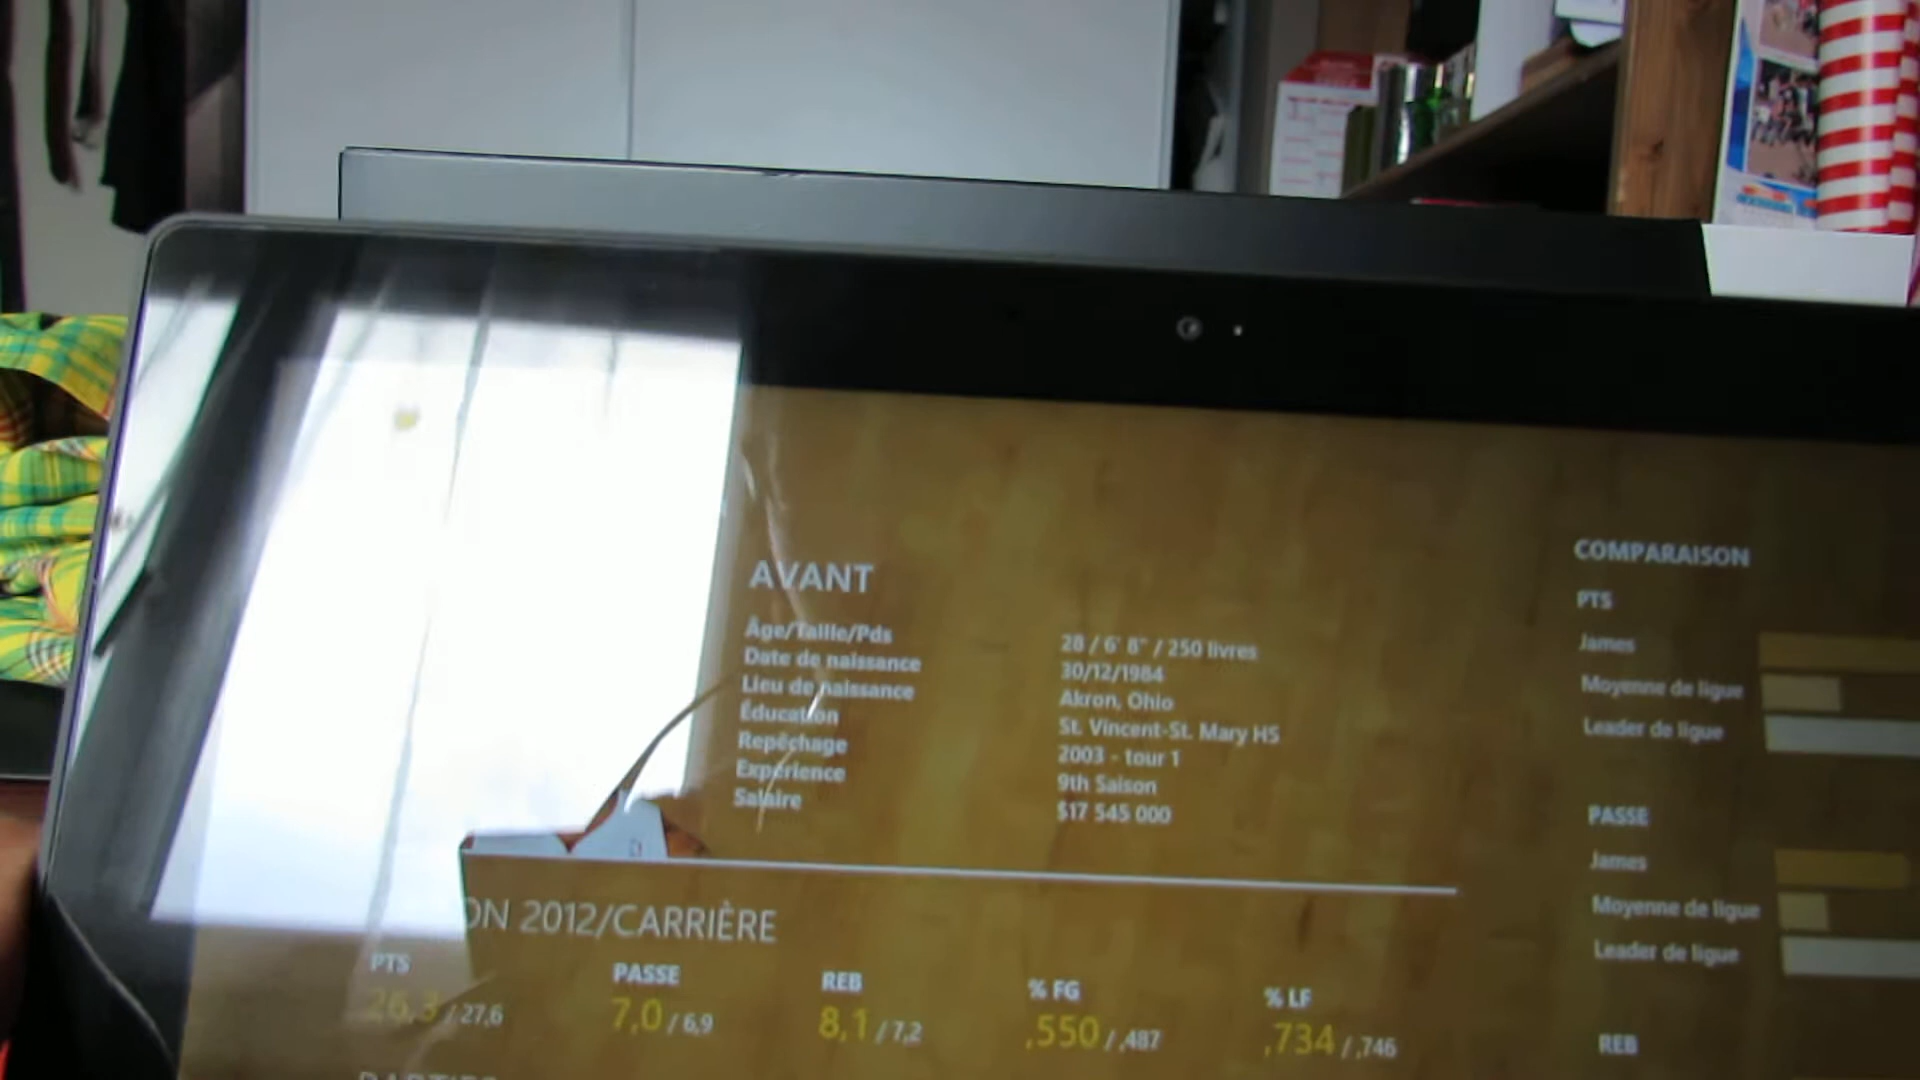 AVANT
Âge/Taille/Pds 28 / 6' 8" / 250 livres
Date de naissance 30/12/1984
Lieu de naissance Akron, Ohio
Éducation St. Vincent-St. Mary HS
Repêchage 2003 - tour 1
Expérience 9th Saison
Salaire $17 545 000
ON 2012/CARRIÈRE
PTS PASSE REB % FG % LF
26,3 / 27,6 7,0 / 6,9 8,1 / 7,2 ,550 / ,487 ,734 / ,746
COMPARAISON
PTS
James
Moyenne de ligue
Leader de ligue
PASSE
James
Moyenne de ligue
Leader de ligue
REB